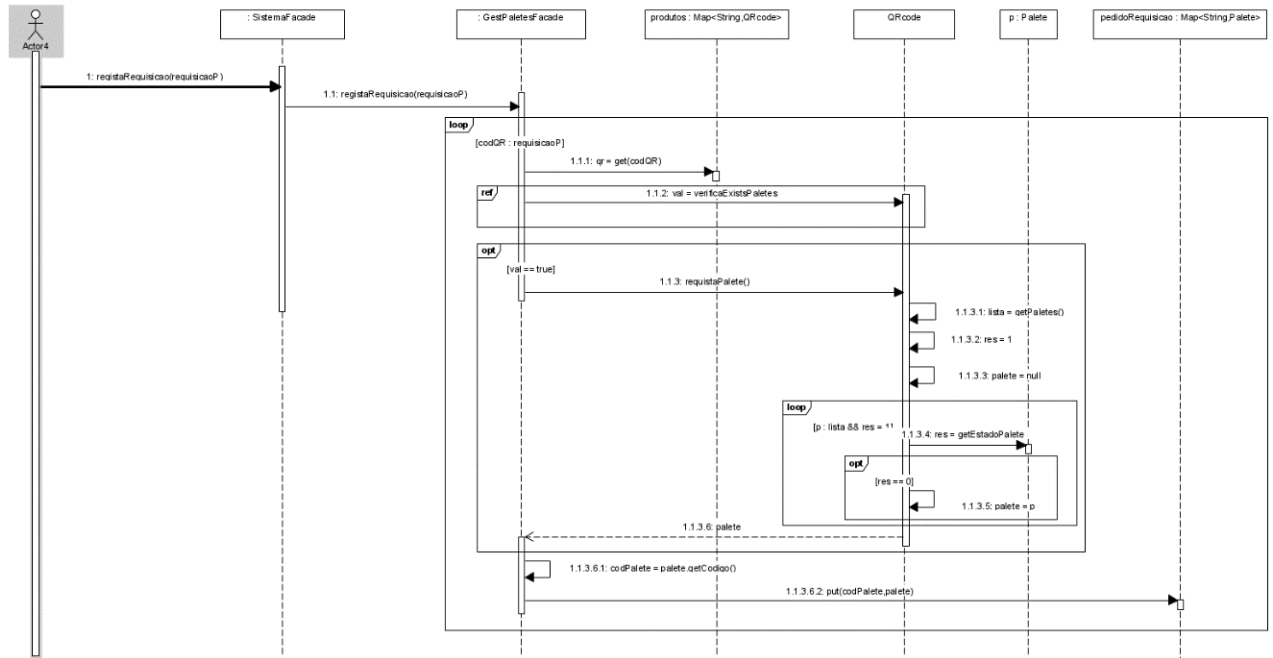 : SistemaFacade
: GestPaletesFacade
produtos : Map<String,QRcode>
QRcode
p : Palete
pedidoRequisicao : Map<String,Palete>
Actor4
1: registaRequisicao(requisicaoP)
1.1: registaRequisicao(requisicaoP)
loop
[codQR : requisicaoP]
1.1.1: qr = get(codQR)
ref
1.1.2: val = verificaExistsPaletes
opt
[val == true]
1.1.3: requistaPalete()
1.1.3.1: lista = getPaletes()
1.1.3.2: res = 1
1.1.3.3: palete = null
loop
[p : lista && res = 1]
1.1.3.4: res = getEstadoPalete
opt
[res == 0]
1.1.3.5: palete = p
1.1.3.6: palete
1.1.3.6.1: codPalete = palete.getCodigo()
1.1.3.6.2: put(codPalete,palete)